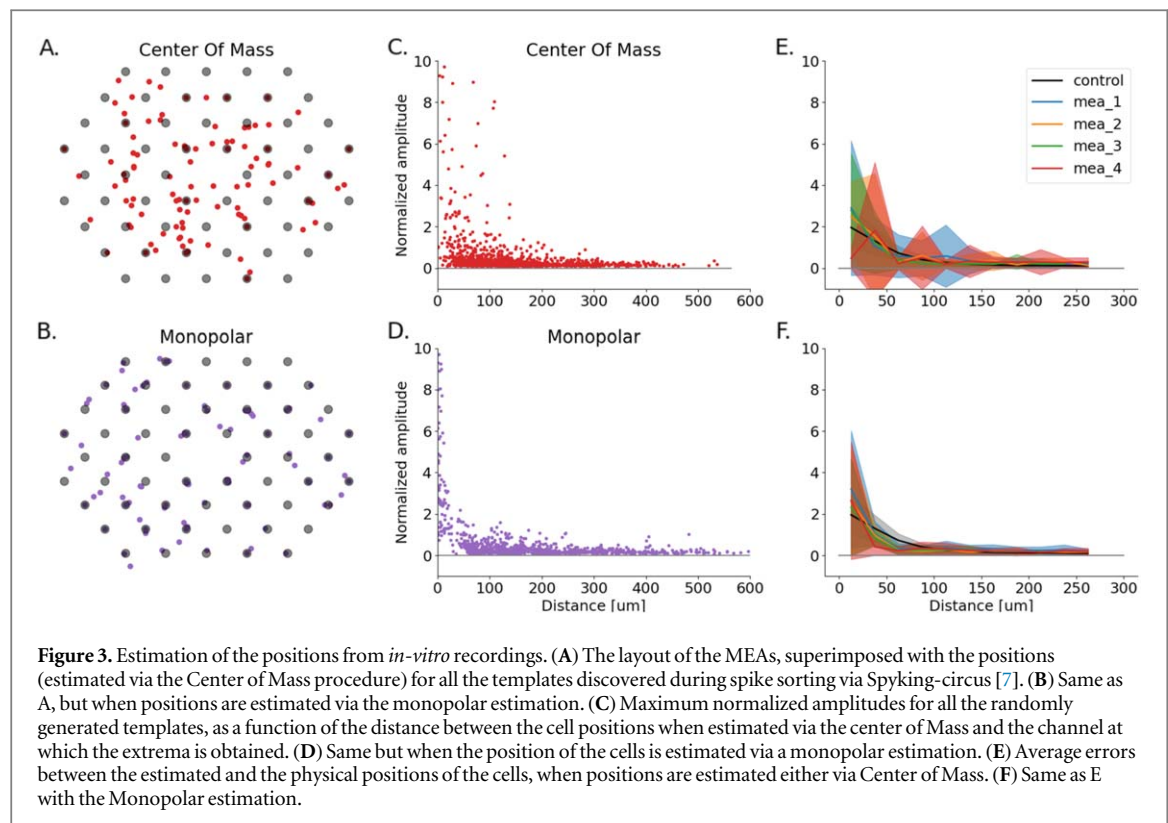 A.
Center Of Mass
C.
Center Of Mass
E.
10
8
6
4
2
0
Normalized amplitude
0 100 200 300 400 500 600
10
8
6
4
2
0
control
mea_1
mea_2
mea_3
mea_4
0 50 100 150 200 250 300
B.
Monopolar
D.
Monopolar
F.
10
8
6
4
2
0
Normalized amplitude
0 100 200 300 400 500 600
Distance [um]
10
8
6
4
2
0
0 50 100 150 200 250 300
Distance [um]
Figure 3. Estimation of the positions from in-vitro recordings. (A) The layout of the MEAs, superimposed with the positions
(estimated via the Center of Mass procedure) for all the templates discovered during spike sorting via Spyking-circus [7]. (B) Same as
A, but when positions are estimated via the monopolar estimation. (C) Maximum normalized amplitudes for all the randomly
generated templates, as a function of the distance between the cell positions when estimated via the center of Mass and the channel at
which the extrema is obtained. (D) Same but when the position of the cells is estimated via a monopolar estimation. (E) Average errors
between the estimated and the physical positions of the cells, when positions are estimated either via Center of Mass. (F) Same as E
with the Monopolar estimation.